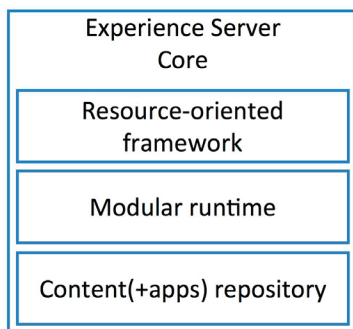 Experience Server
Core
Resource-oriented
framework
Modular runtime
Content(+apps) repository